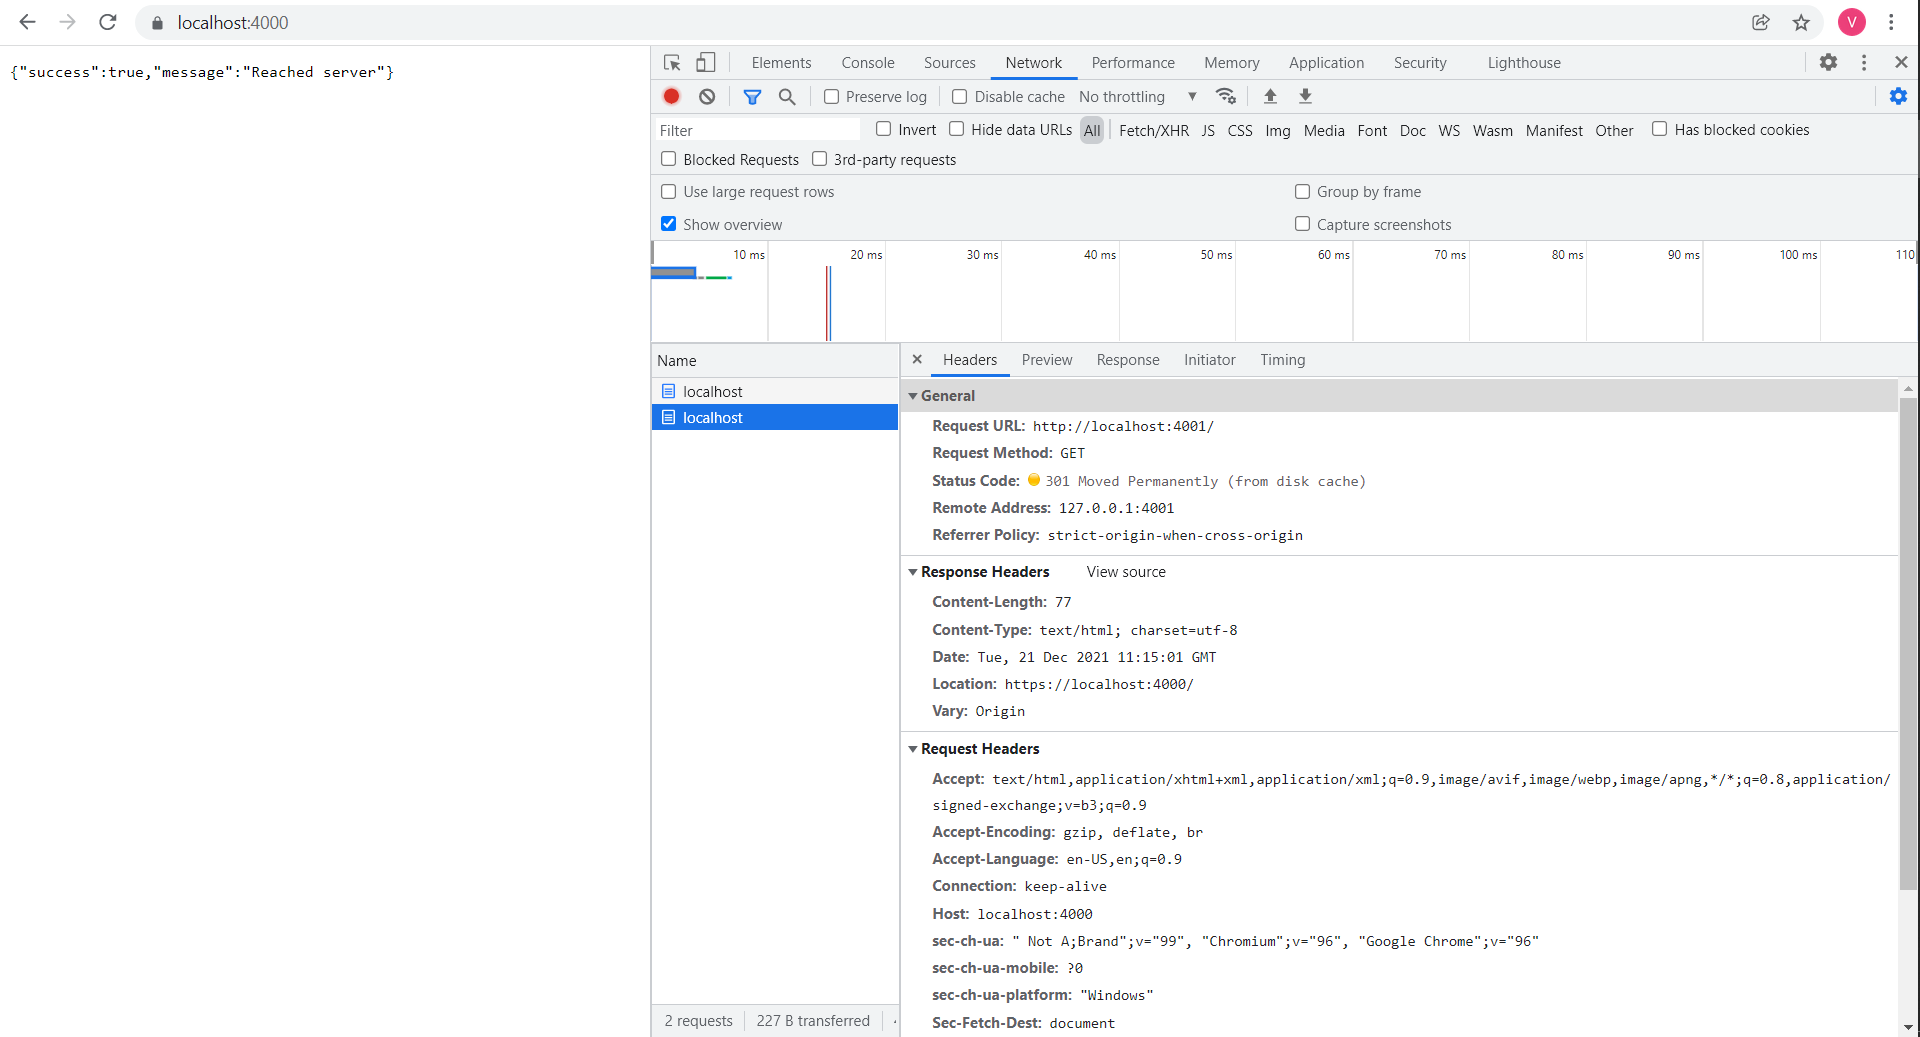 localhost:4000
V
{"success":true,"message":"Reached server"}
Elements Console Sources Network Performance Memory Application Security Lighthouse
Preserve log Disable cache No throttling
Filter Invert Hide data URLs All Fetch/XHR JS CSS Img Media Font Doc WS Wasm Manifest Other Has blocked cookies
Blocked Requests 3rd-party requests
Use large request rows Group by frame
Show overview Capture screenshots
10 ms 20 ms 30 ms 40 ms 50 ms 60 ms 70 ms 80 ms 90 ms 100 ms 110
Name
localhost
localhost
Headers Preview Response Initiator Timing
General
Request URL: http://localhost:4001/
Request Method: GET
Status Code: 301 Moved Permanently (from disk cache)
Remote Address: 127.0.0.1:4001
Referrer Policy: strict-origin-when-cross-origin
Response Headers View source
Content-Length: 77
Content-Type: text/html; charset=utf-8
Date: Tue, 21 Dec 2021 11:15:01 GMT
Location: https://localhost:4000/
Vary: Origin
Request Headers
Accept: text/html,application/xhtml+xml,application/xml;q=0.9,image/avif,image/webp,image/apng,*/*;q=0.8,application/
signed-exchange;v=b3;q=0.9
Accept-Encoding: gzip, deflate, br
Accept-Language: en-US,en;q=0.9
Connection: keep-alive
Host: localhost:4000
sec-ch-ua: " Not A;Brand";v="99", "Chromium";v="96", "Google Chrome";v="96"
sec-ch-ua-mobile: ?0
sec-ch-ua-platform: "Windows"
Sec-Fetch-Dest: document
2 requests 227 B transferred